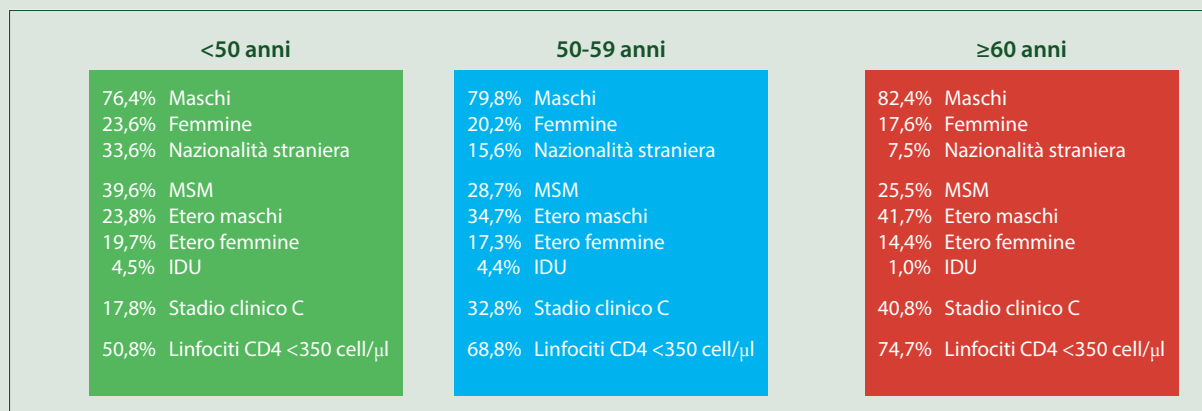 <50 anni
76,4% Maschi
23,6% Femmine
33,6% Nazionalità straniera
39,6% MSM
23,8% Etero maschi
19,7% Etero femmine
4,5% IDU
17,8% Stadio clinico C
50,8% Linfociti CD4 <350 cell/μl
50-59 anni
79,8% Maschi
20,2% Femmine
15,6% Nazionalità straniera
28,7% MSM
34,7% Etero maschi
17,3% Etero femmine
4,4% IDU
32,8% Stadio clinico C
68,8% Linfociti CD4 <350 cell/μl
≥60 anni
82,4% Maschi
17,6% Femmine
7,5% Nazionalità straniera
25,5% MSM
41,7% Etero maschi
14,4% Etero femmine
1,0% IDU
40,8% Stadio clinico C
74,7% Linfociti CD4 <350 cell/μl